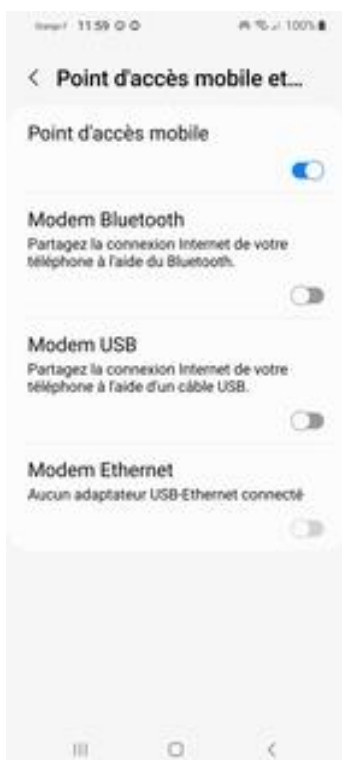 11:59
100%
Point d'accès mobile et...
Point d'accès mobile
Modem Bluetooth
Partagez la connexion Internet de votre
téléphone à l'aide du Bluetooth.
Modem USB
Partagez la connexion Internet de votre
téléphone à l'aide d'un câble USB.
Modem Ethernet
Aucun adaptateur USB-Ethernet connecté